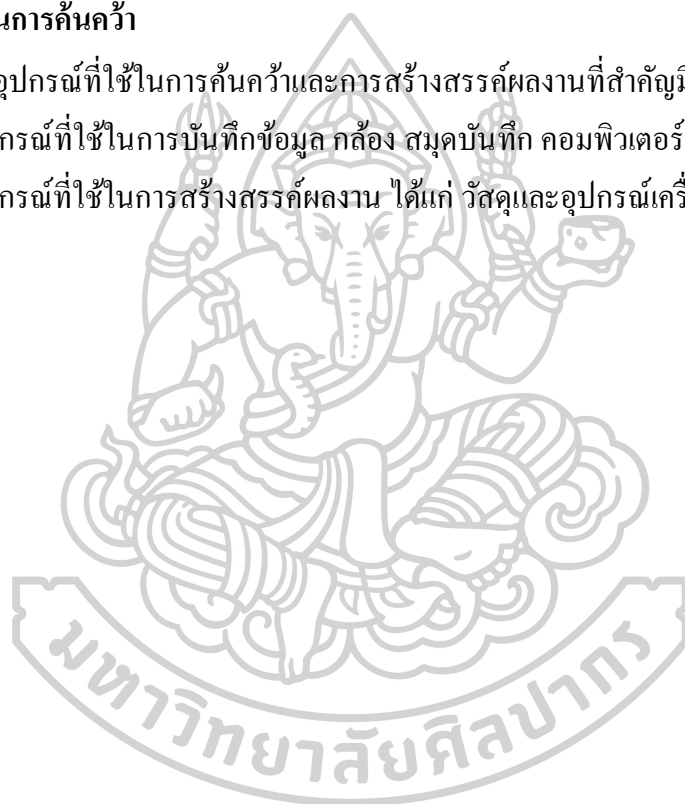 นการค้นคว้า
อุปกรณ์ที่ใช้ในการค้นคว้าและการสร้างสรรค์ผลงานที่สำคัญมี
กรณ์ที่ใช้ในการบันทึกข้อมูล กล้อง สมุดบันทึก คอมพิวเตอร์
กรณ์ที่ใช้ในการสร้างสรรค์ผลงาน ได้แก่ วัสดุและอุปกรณ์เครื่
มหาวิทยาลัยศิลปากร